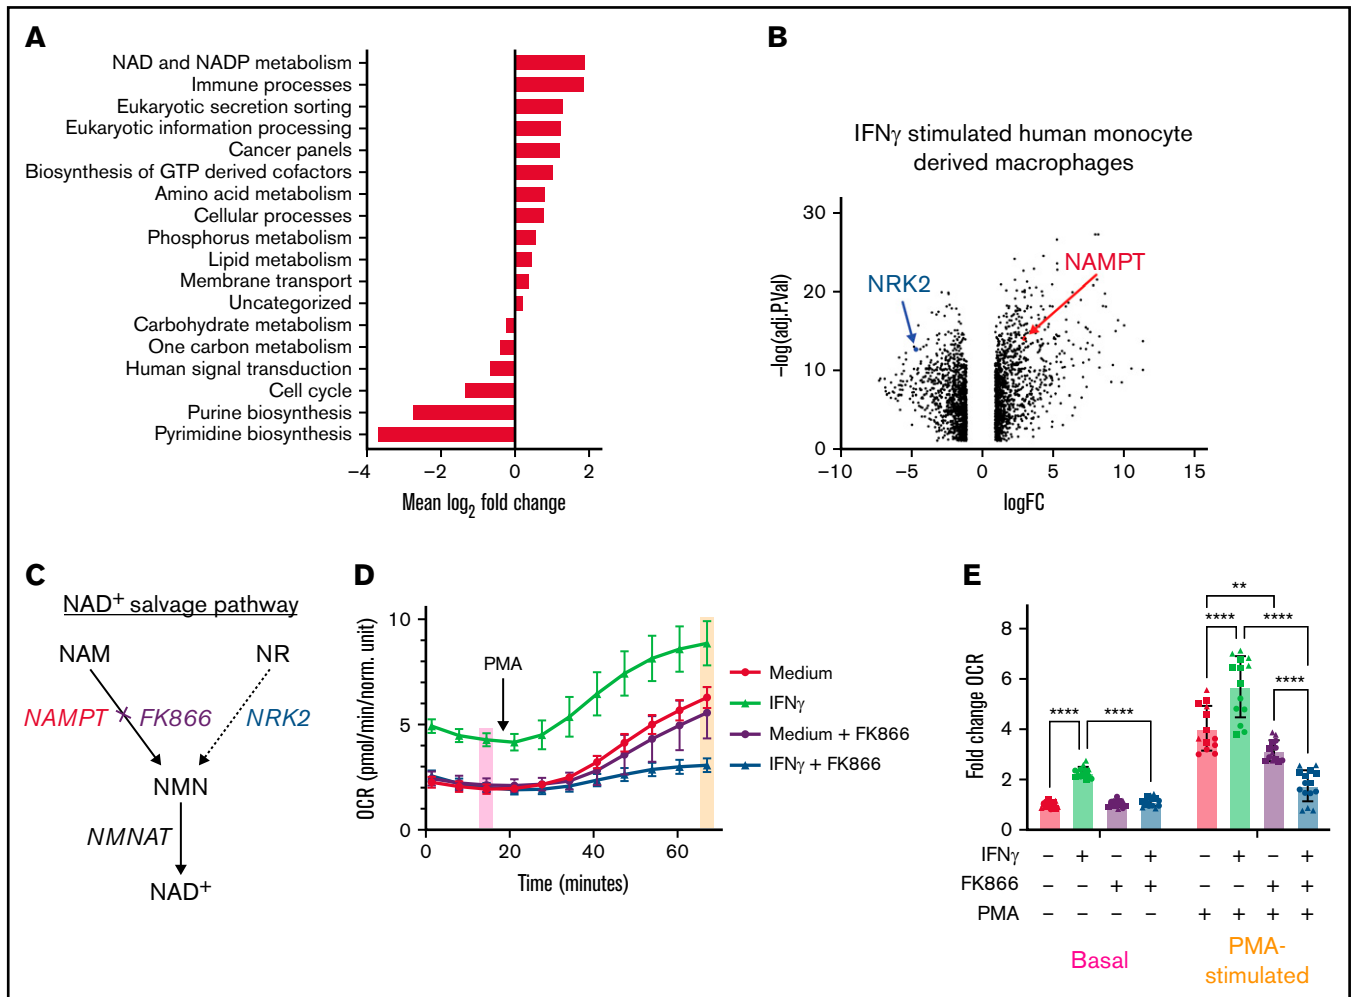 A
NAD and NADP metabolism
Immune processes
Eukaryotic secretion sorting
Eukaryotic information processing
Cancer panels
Biosynthesis of GTP derived cofactors
Amino acid metabolism
Cellular processes
Phosphorus metabolism
Lipid metabolism
Membrane transport
Uncategorized
Carbohydrate metabolism
One carbon metabolism
Human signal transduction
Cell cycle
Purine biosynthesis
Pyrimidine biosynthesis
−4 −2 0 2
Mean log2 fold change
B
IFNγ stimulated human monocyte
derived macrophages
30
20
10
0
−log(adj.P.Val)
NRK2
NAMPT
−10 −5 0 5 10 15
logFC
C
NAD+ salvage pathway
NAM NR
NAMPT FK866 NRK2
NMN
NMNAT
NAD+
D
10
5
0
OCR (pmol/min/norm. unit)
PMA
0 20 40 60
Time (minutes)
Medium
IFNγ
Medium + FK866
IFNγ + FK866
E
8
6
4
2
0
Fold change OCR
**
**** ****
****
**** ****
IFNγ − + − + − + − +
FK866 − − + + − − + +
PMA − − − − + + + +
Basal
PMA-
stimulated